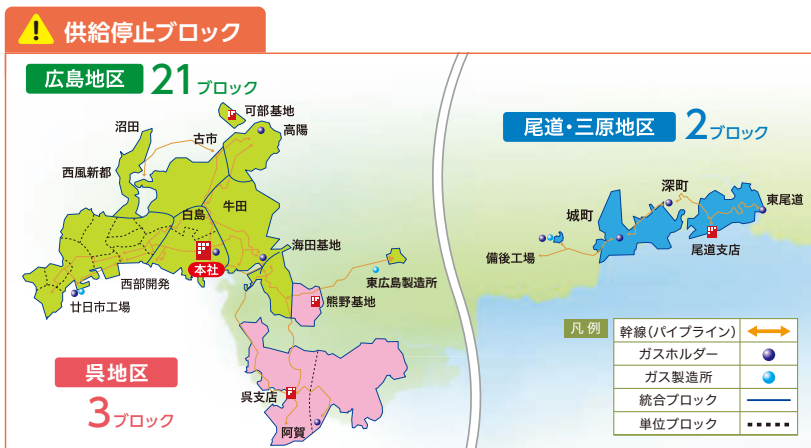 供給停止ブロック
広島地区 21ブロック
尾道・三原地区 2ブロック
可部基地
沼田
古市
高陽
西風新都
白島
牛田
本社
海田基地
西部開発
廿日市工場
東広島製造所
熊野基地
呉地区
3ブロック
呉支店
阿賀
深町
東尾道
城町
備後工場
尾道支店
凡例
幹線(パイプライン)
ガスホルダー
ガス製造所
統合ブロック
単位ブロック